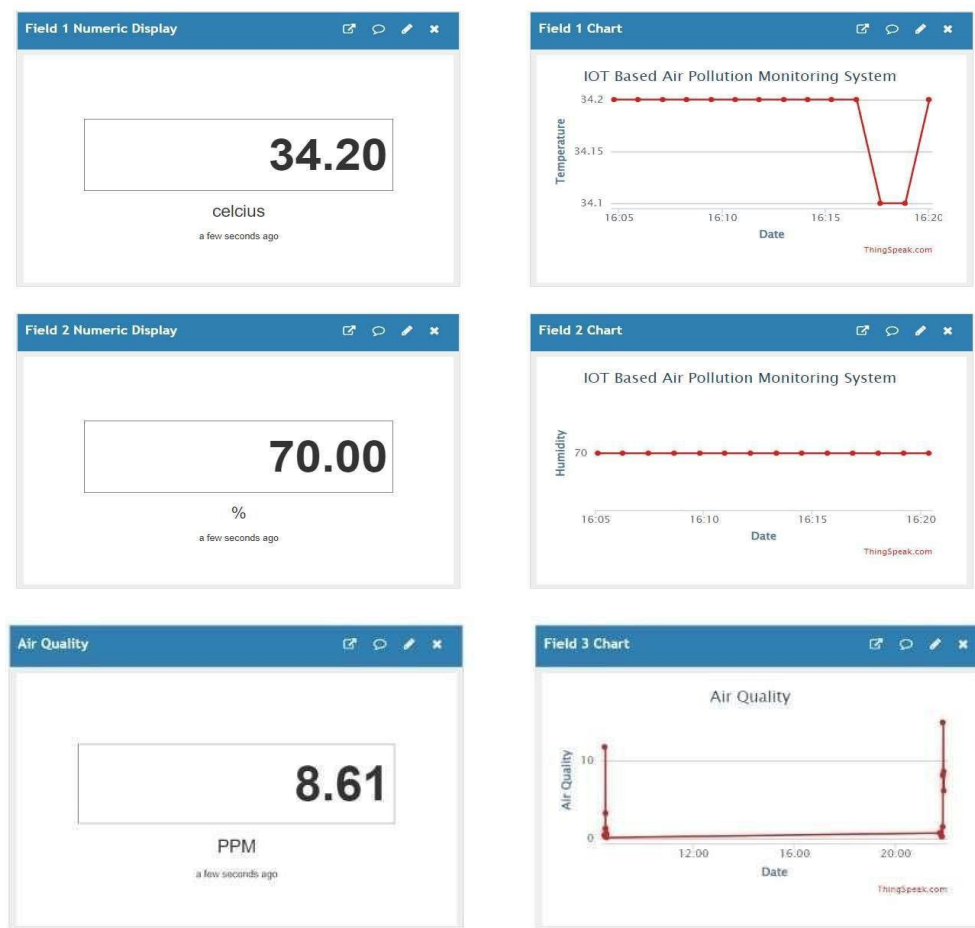 Field 1 Numeric Display
34.20
celcius
a few seconds ago
Field 1 Chart
IOT Based Air Pollution Monitoring System
Temperature
34.2
34.15
34.1
16:05 16:10 16:15 16:20
Date
ThingSpeak.com
Field 2 Numeric Display
70.00
%
a few seconds ago
Field 2 Chart
IOT Based Air Pollution Monitoring System
Humidity
70
16:05 16:10 16:15 16:20
Date
ThingSpeak.com
Air Quality
8.61
PPM
a few seconds ago
Field 3 Chart
Air Quality
Air Quality
10
0
12:00 16:00 20:00
Date
ThingSpeak.com